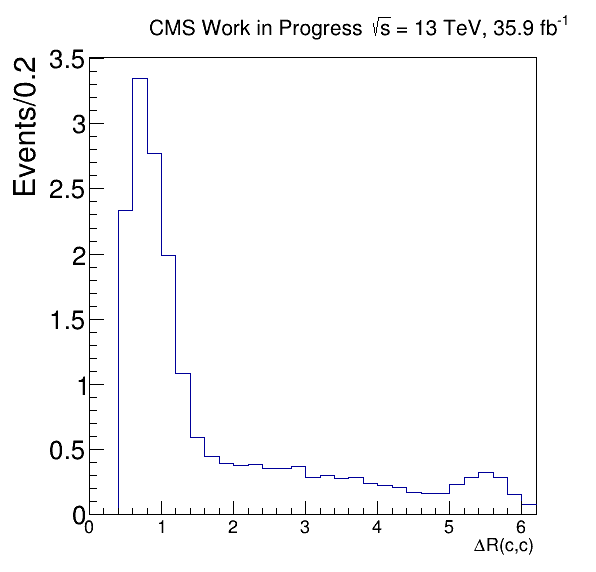 CMS Work in Progress √s = 13 TeV, 35.9 fb⁻¹
Events/0.2
3.5
3
2.5
2
1.5
1
0.5
0
0 1 2 3 4 5 6
ΔR(c,c)